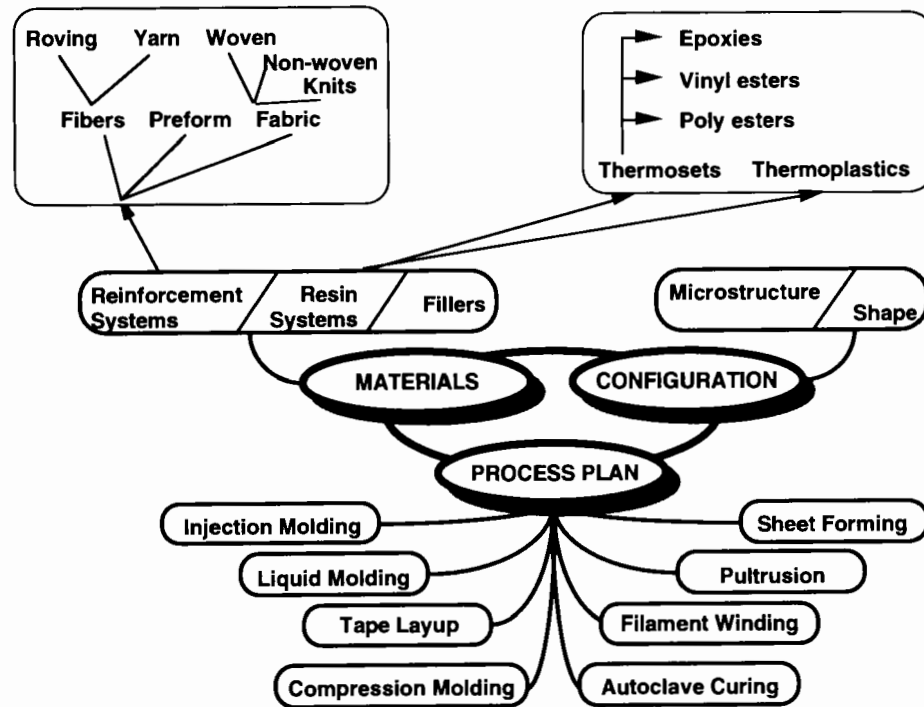 Roving Yarn Woven
Non-woven
Knits
Fibers Preform Fabric
Epoxies
Vinyl esters
Poly esters
Thermosets Thermoplastics
Reinforcement
Systems
Resin
Systems
Fillers
Microstructure
Shape
MATERIALS
CONFIGURATION
PROCESS PLAN
Injection Molding
Sheet Forming
Liquid Molding
Pultrusion
Tape Layup
Filament Winding
Compression Molding
Autoclave Curing